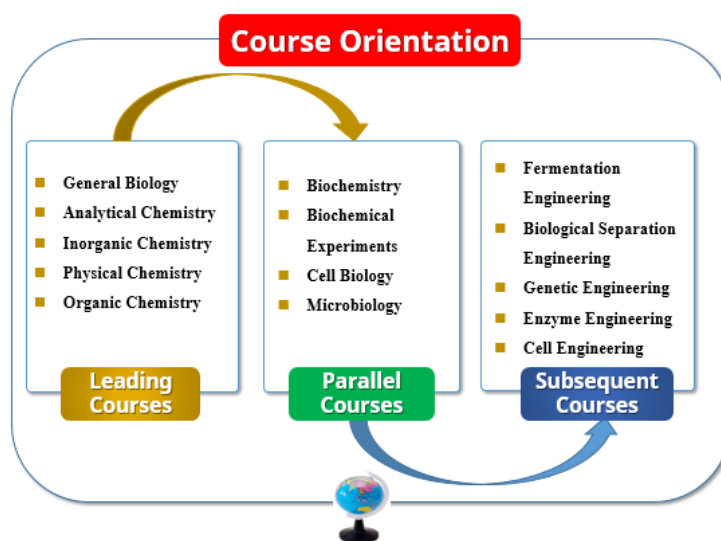 Course Orientation
General Biology
Analytical Chemistry
Inorganic Chemistry
Physical Chemistry
Organic Chemistry
Leading
Courses
Biochemistry
Biochemical
Experiments
Cell Biology
Microbiology
Parallel
Courses
Fermentation
Engineering
Biological Separation
Engineering
Genetic Engineering
Enzyme Engineering
Cell Engineering
Subsequent
Courses